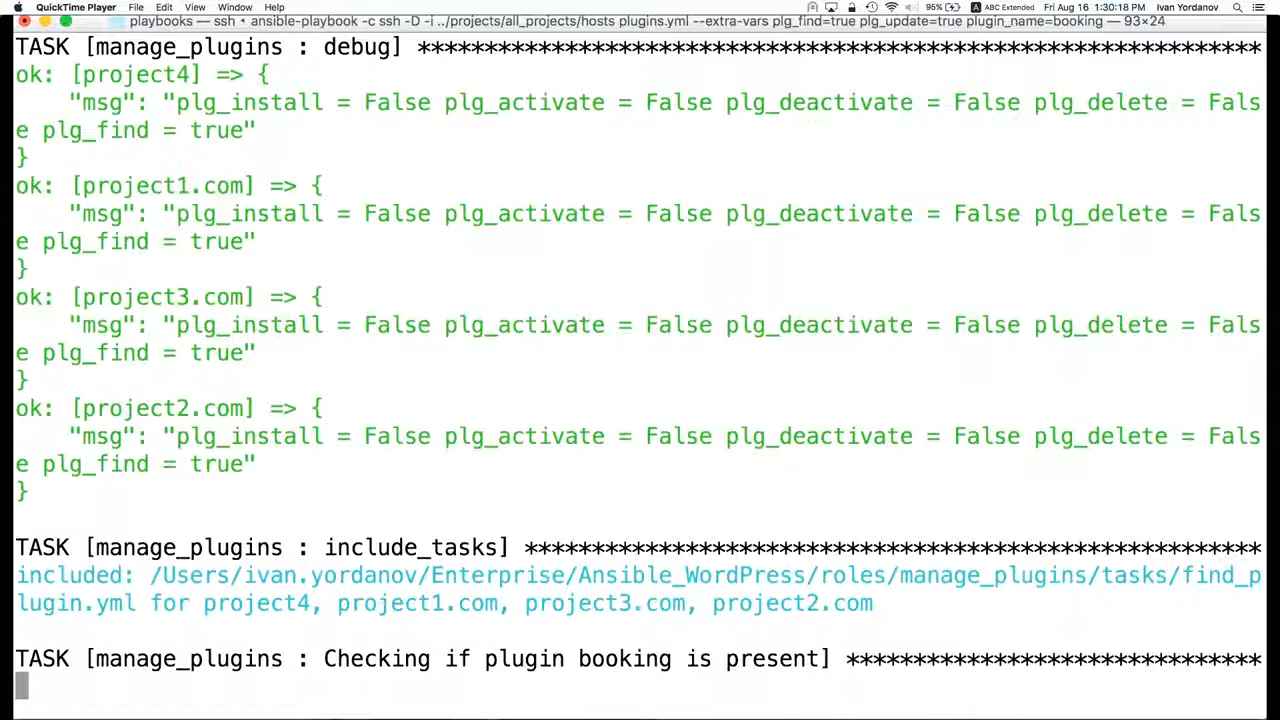 QuickTime Player File Edit View Window Help 95% ABC Extended Fri Aug 16 1:30:18 PM Ivan Yordanov
playbooks — ssh • ansible-playbook -c ssh -D -i ../projects/all_projects/hosts plugins.yml --extra-vars plg_find=true plg_update=true plugin_name=booking — 93×24
TASK [manage_plugins : debug] ***************************************************************
ok: [project4] => {
    "msg": "plg_install = False plg_activate = False plg_deactivate = False plg_delete = Fals
e plg_find = true"
}
ok: [project1.com] => {
    "msg": "plg_install = False plg_activate = False plg_deactivate = False plg_delete = Fals
e plg_find = true"
}
ok: [project3.com] => {
    "msg": "plg_install = False plg_activate = False plg_deactivate = False plg_delete = Fals
e plg_find = true"
}
ok: [project2.com] => {
    "msg": "plg_install = False plg_activate = False plg_deactivate = False plg_delete = Fals
e plg_find = true"
}
TASK [manage_plugins : include_tasks] *******************************************************
included: /Users/ivan.yordanov/Enterprise/Ansible_WordPress/roles/manage_plugins/tasks/find_p
lugin.yml for project4, project1.com, project3.com, project2.com
TASK [manage_plugins : Checking if plugin booking is present] *******************************